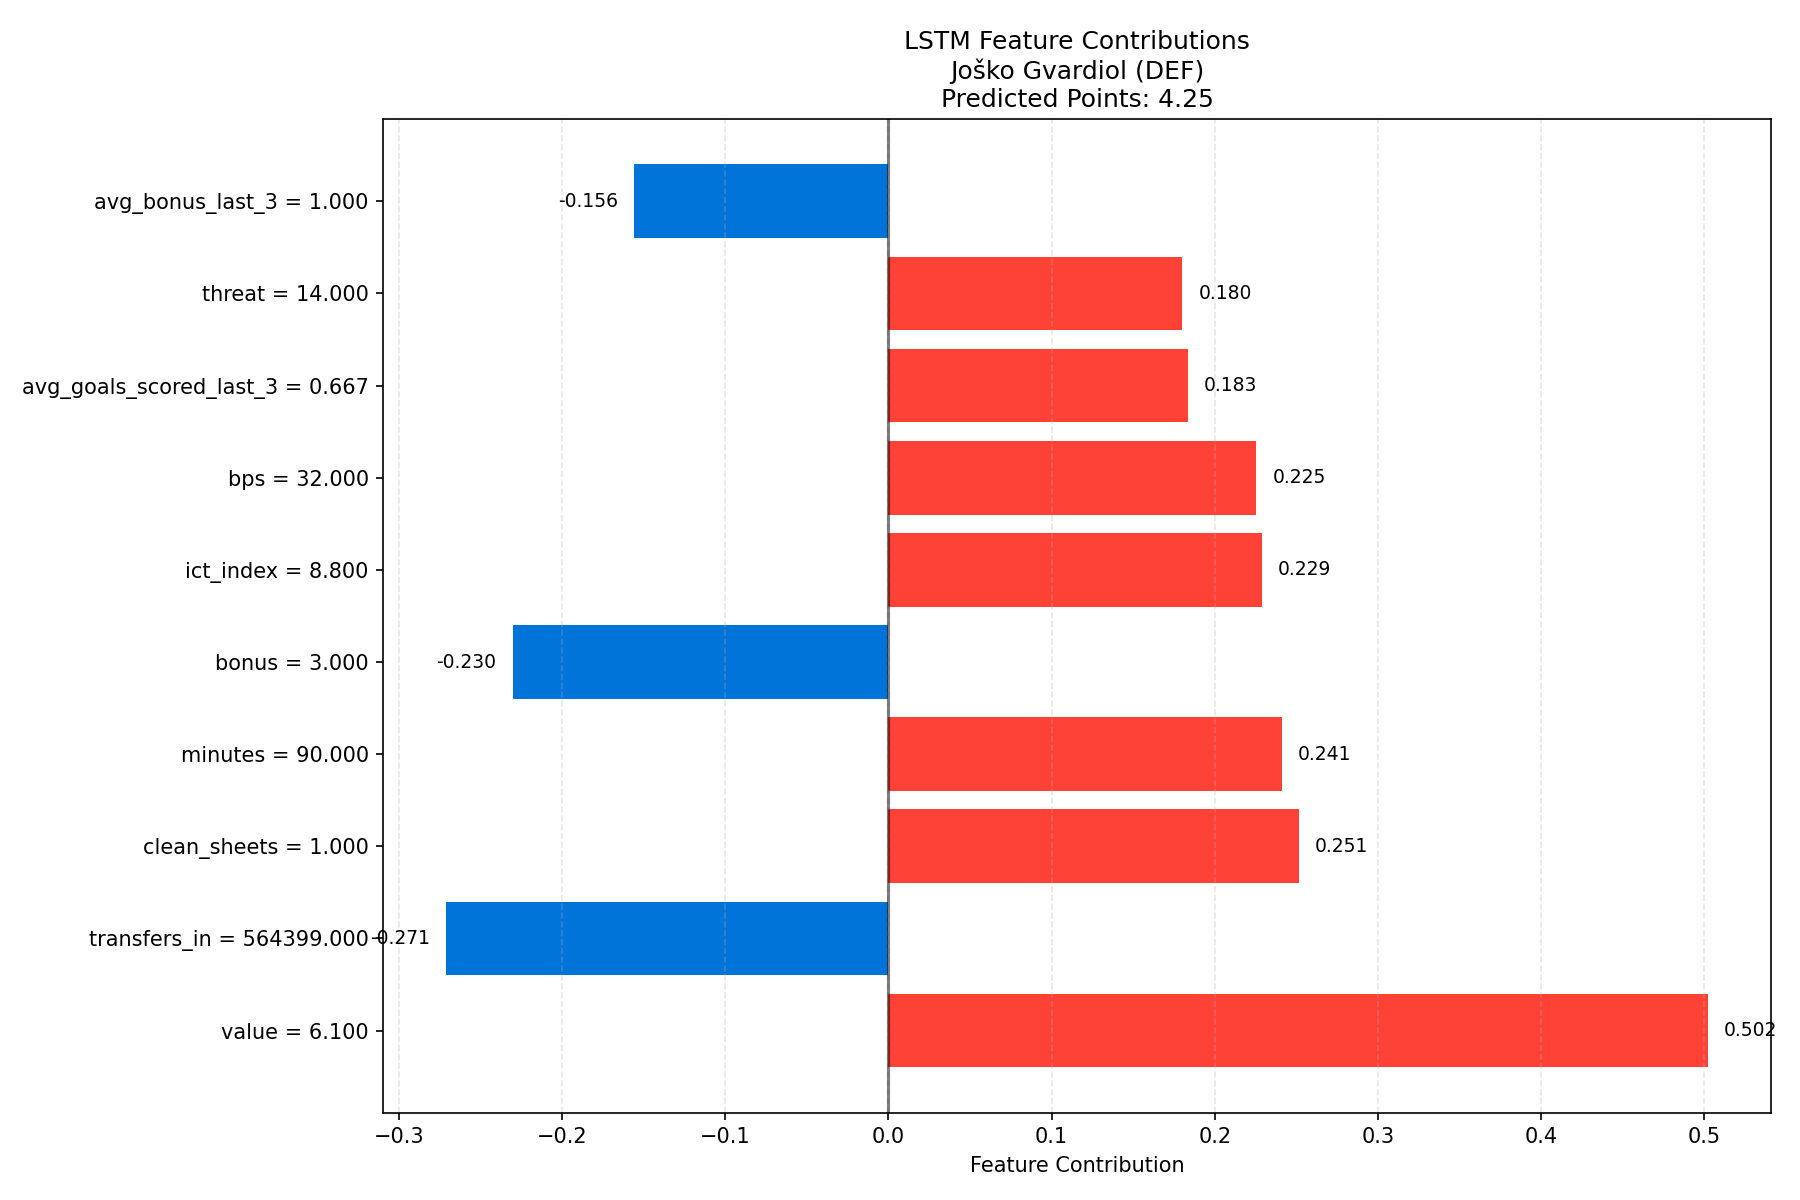 LSTM Feature Contributions
Joško Gvardiol (DEF)
Predicted Points: 4.25
avg_bonus_last_3 = 1.000
-0.156
threat = 14.000
0.180
avg_goals_scored_last_3 = 0.667
0.183
bps = 32.000
0.225
ict_index = 8.800
0.229
bonus = 3.000
-0.230
minutes = 90.000
0.241
clean_sheets = 1.000
0.251
transfers_in = 564399.000
-0.271
value = 6.100
0.502
−0.3 −0.2 −0.1 0.0 0.1 0.2 0.3 0.4 0.5
Feature Contribution